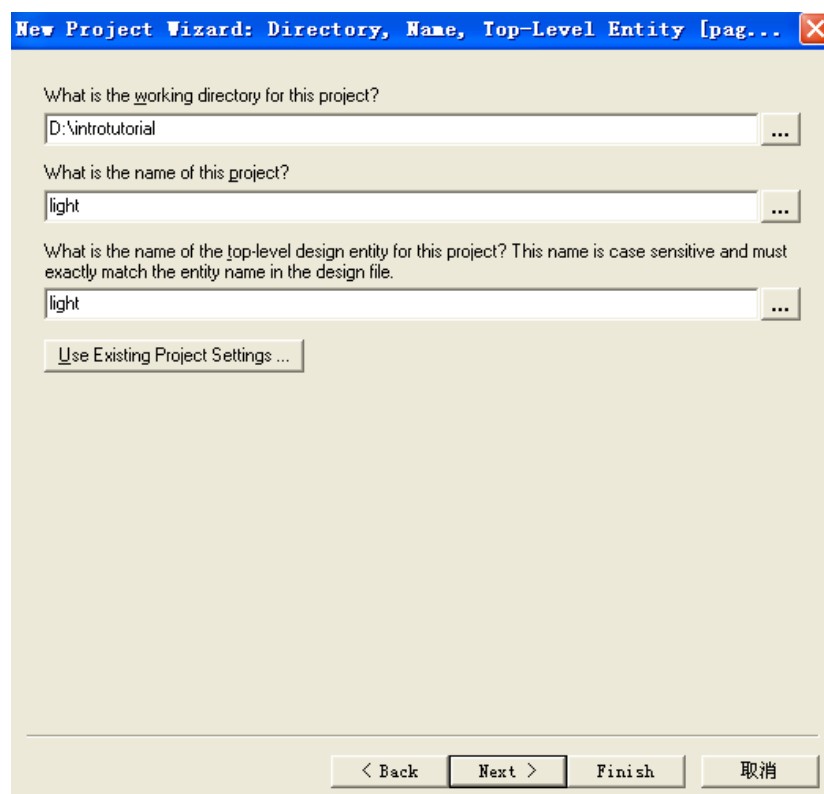 New Project Wizard: Directory, Name, Top-Level Entity [pag...
What is the working directory for this project?
D:\introtutorial
...
What is the name of this project?
light
...
What is the name of the top-level design entity for this project? This name is case sensitive and must
exactly match the entity name in the design file.
light
...
Use Existing Project Settings ...
< Back
Next >
Finish
取消